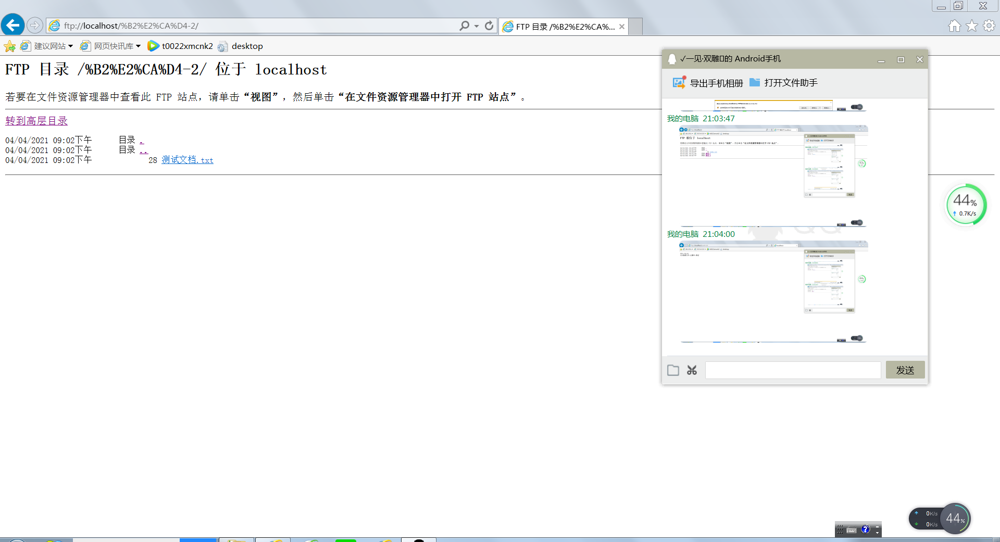 ftp://localhost/%B2%E2%CA%D4-2/
FTP 目录 /%B2%E2%CA%...
建议网站
网页快讯库
t0022xmcnk2
desktop
FTP 目录 /%B2%E2%CA%D4-2/ 位于 localhost
若要在文件资源管理器中查看此 FTP 站点，请单击“视图”，然后单击“在文件资源管理器中打开 FTP 站点”。
转到高层目录
04/04/2021 09:02下午 目录 .
04/04/2021 09:02下午 目录 ..
04/04/2021 09:02下午 28 测试文档.txt
✓一见·双雕▯的 Android手机
导出手机相册 打开文件助手
我的电脑 21:03:47
FTP 根位于 localhost
我的电脑 21:04:00
发送
44%
0.7K/s
0K/s
0K/s
44%